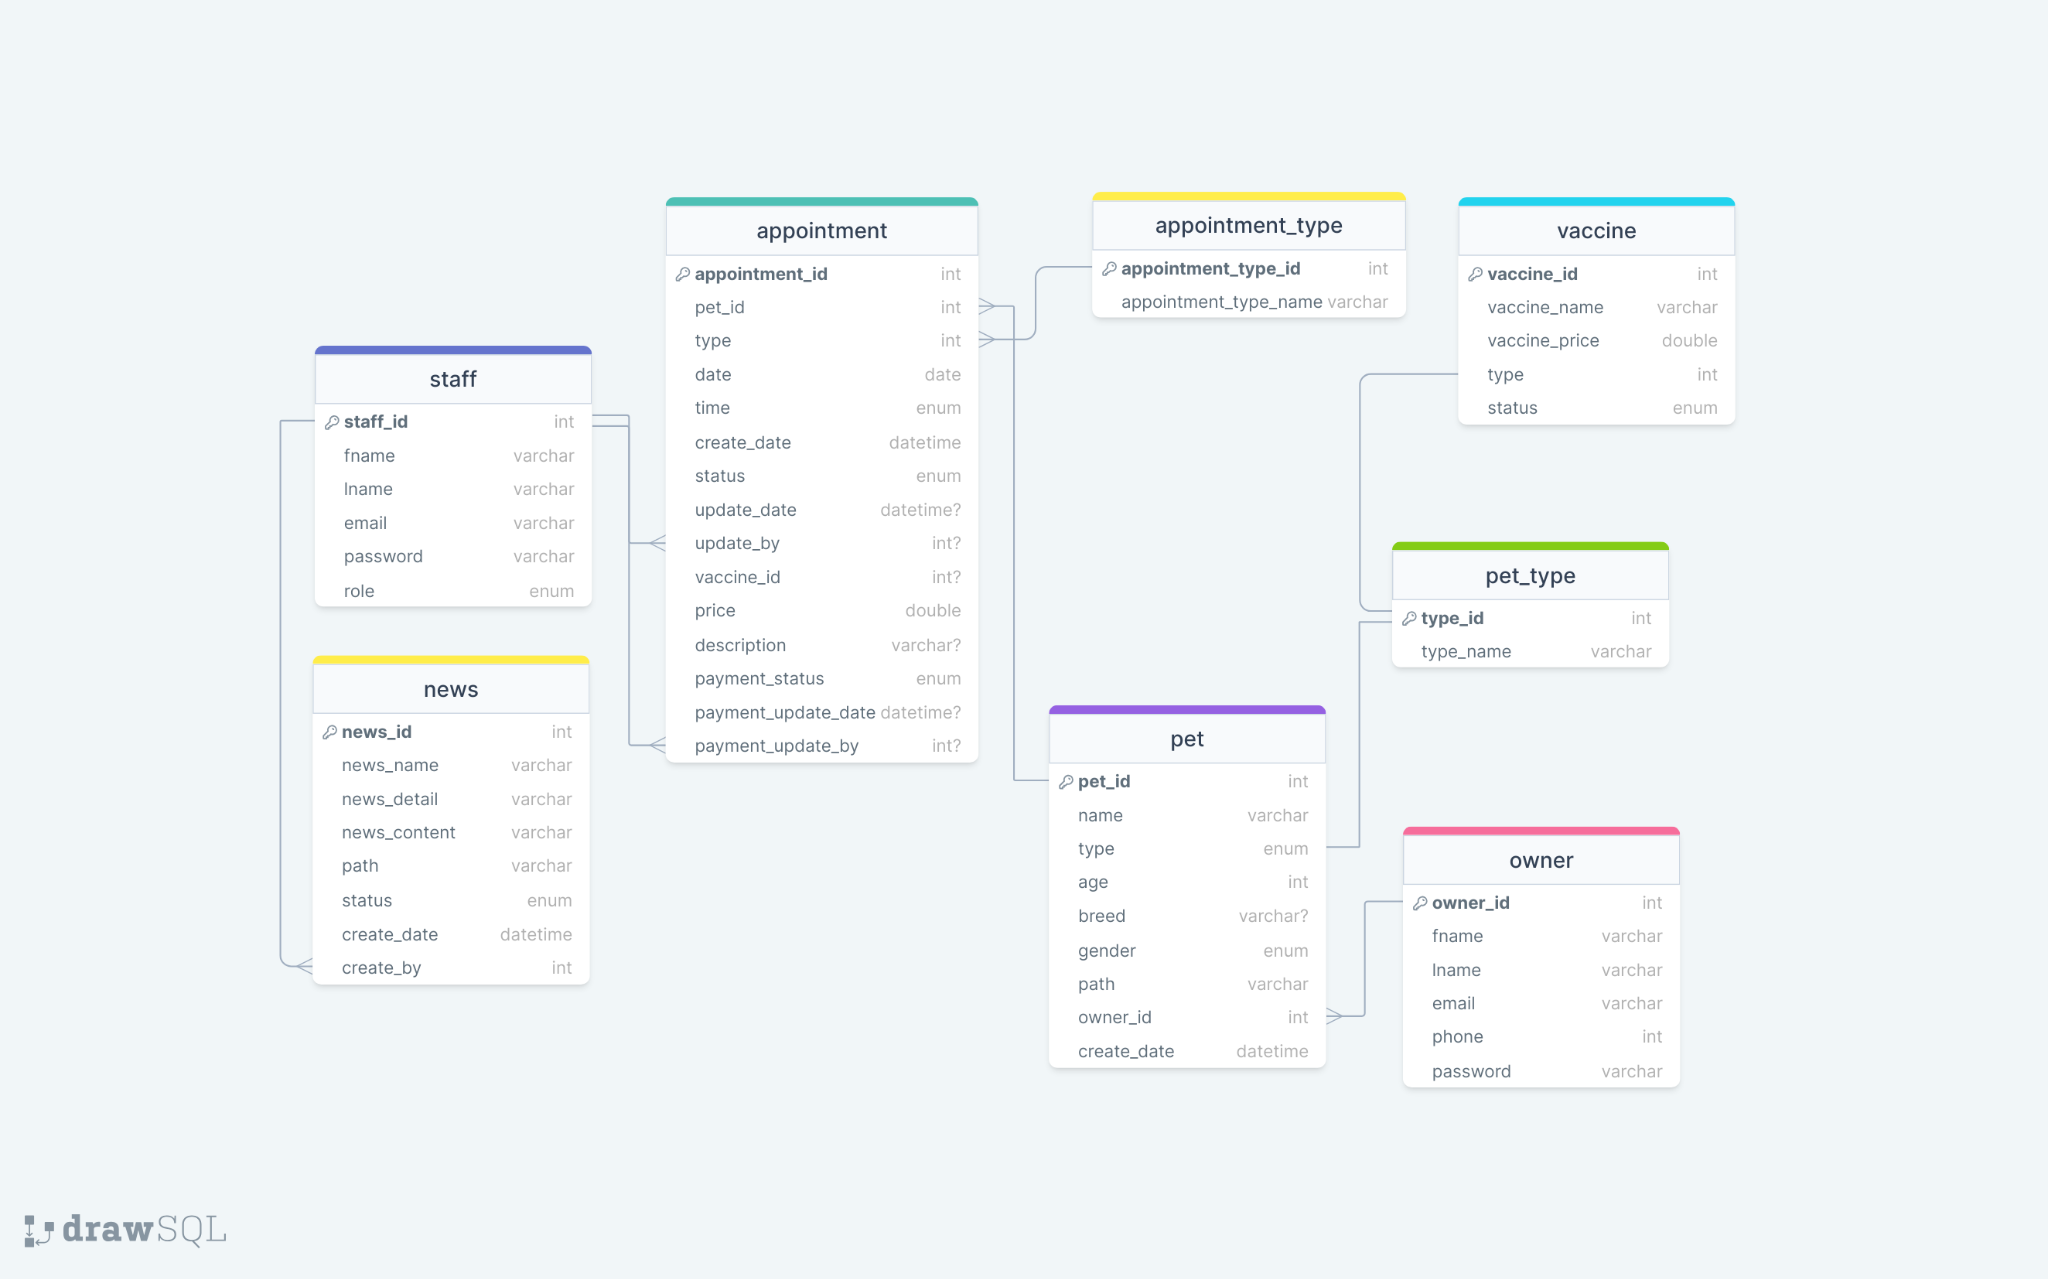 appointment
appointment_id int
pet_id int
type int
date date
time enum
create_date datetime
status enum
update_date datetime?
update_by int?
vaccine_id int?
price double
description varchar?
payment_status enum
payment_update_date datetime?
payment_update_by int?
appointment_type
appointment_type_id int
appointment_type_name varchar
vaccine
vaccine_id int
vaccine_name varchar
vaccine_price double
type int
status enum
staff
staff_id int
fname varchar
lname varchar
email varchar
password varchar
role enum
pet_type
type_id int
type_name varchar
news
news_id int
news_name varchar
news_detail varchar
news_content varchar
path varchar
status enum
create_date datetime
create_by int
pet
pet_id int
name varchar
type enum
age int
breed varchar?
gender enum
path varchar
owner_id int
create_date datetime
owner
owner_id int
fname varchar
lname varchar
email varchar
phone int
password varchar
drawSQL